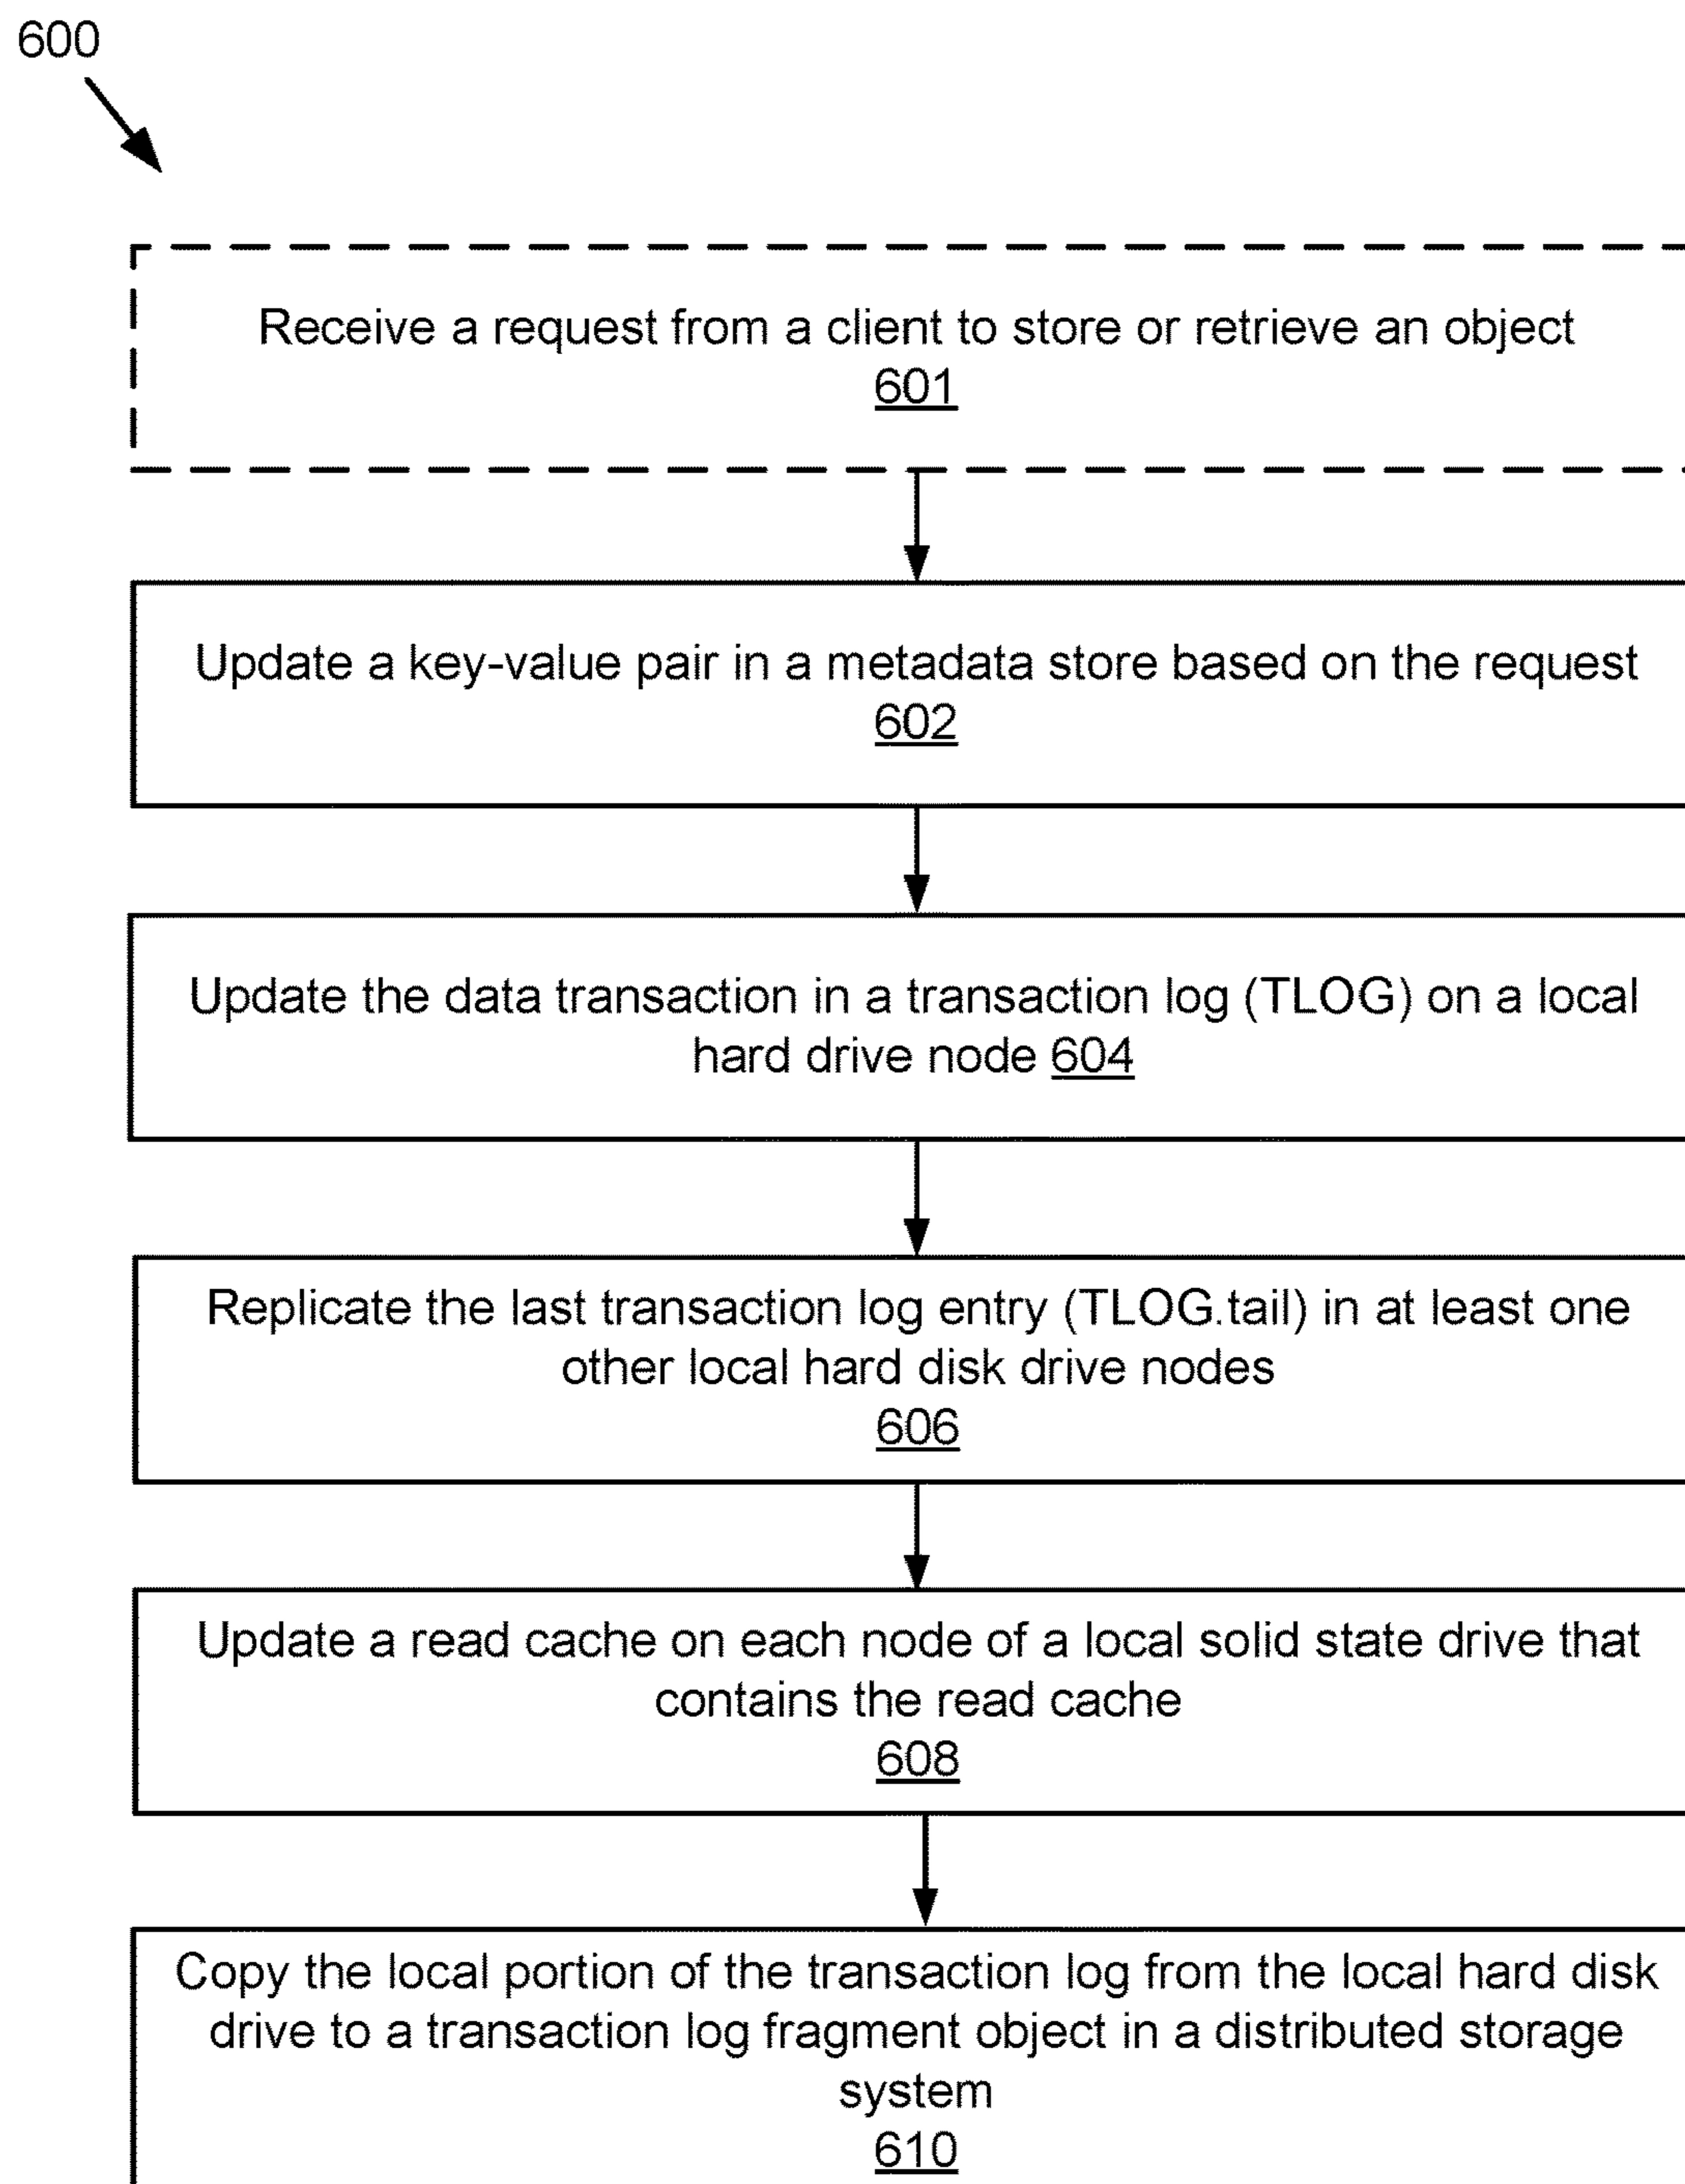 600
Receive a request from a client to store or retrieve an object
601
Update a key-value pair in a metadata store based on the request
602
Update the data transaction in a transaction log (TLOG) on a local
hard drive node 604
Replicate the last transaction log entry (TLOG.tail) in at least one
other local hard disk drive nodes
606
Update a read cache on each node of a local solid state drive that
contains the read cache
608
Copy the local portion of the transaction log from the local hard disk
drive to a transaction log fragment object in a distributed storage
system
610